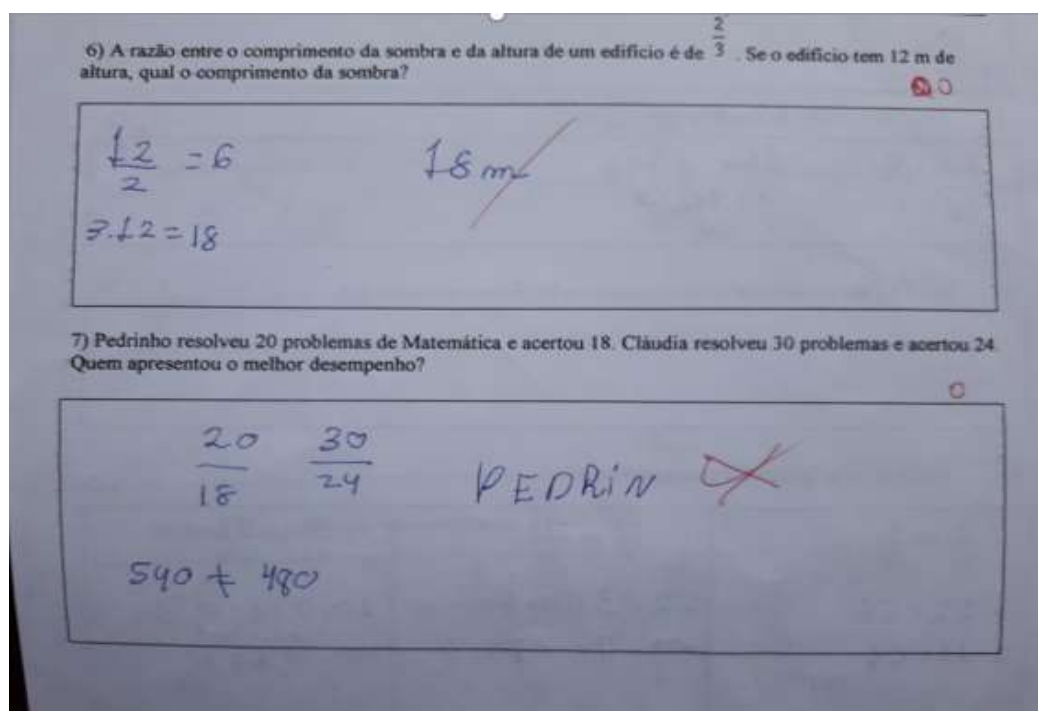 6) A razão entre o comprimento da sombra e da altura de um edifício é de 2/3 . Se o edifício tem 12 m de
altura, qual o comprimento da sombra?
0
12/2 = 6
18 m
3.12 = 18
7) Pedrinho resolveu 20 problemas de Matemática e acertou 18. Cláudia resolveu 30 problemas e acertou 24.
Quem apresentou o melhor desempenho?
0
20/18 30/24
PEDRiN
540 ≠ 480